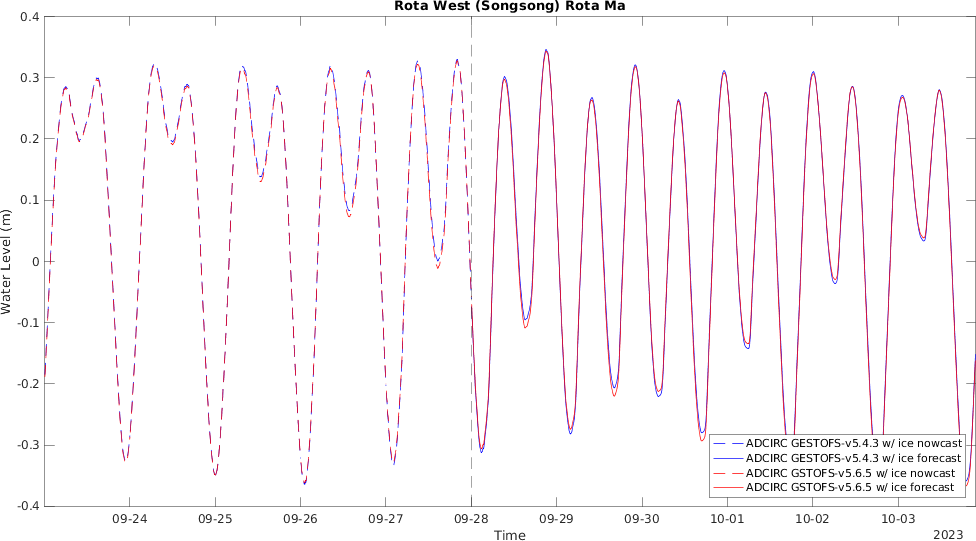 Rota West (Songsong) Rota Ma
0.4
0.3
0.2
0.1
0
-0.1
-0.2
-0.3
-0.4
Water Level (m)
ADCIRC GESTOFS-v5.4.3 w/ ice nowcast
ADCIRC GESTOFS-v5.4.3 w/ ice forecast
ADCIRC GSTOFS-v5.6.5 w/ ice nowcast
ADCIRC GSTOFS-v5.6.5 w/ ice forecast
09-24 09-25 09-26 09-27 09-28 09-29 09-30 10-01 10-02 10-03
Time
2023